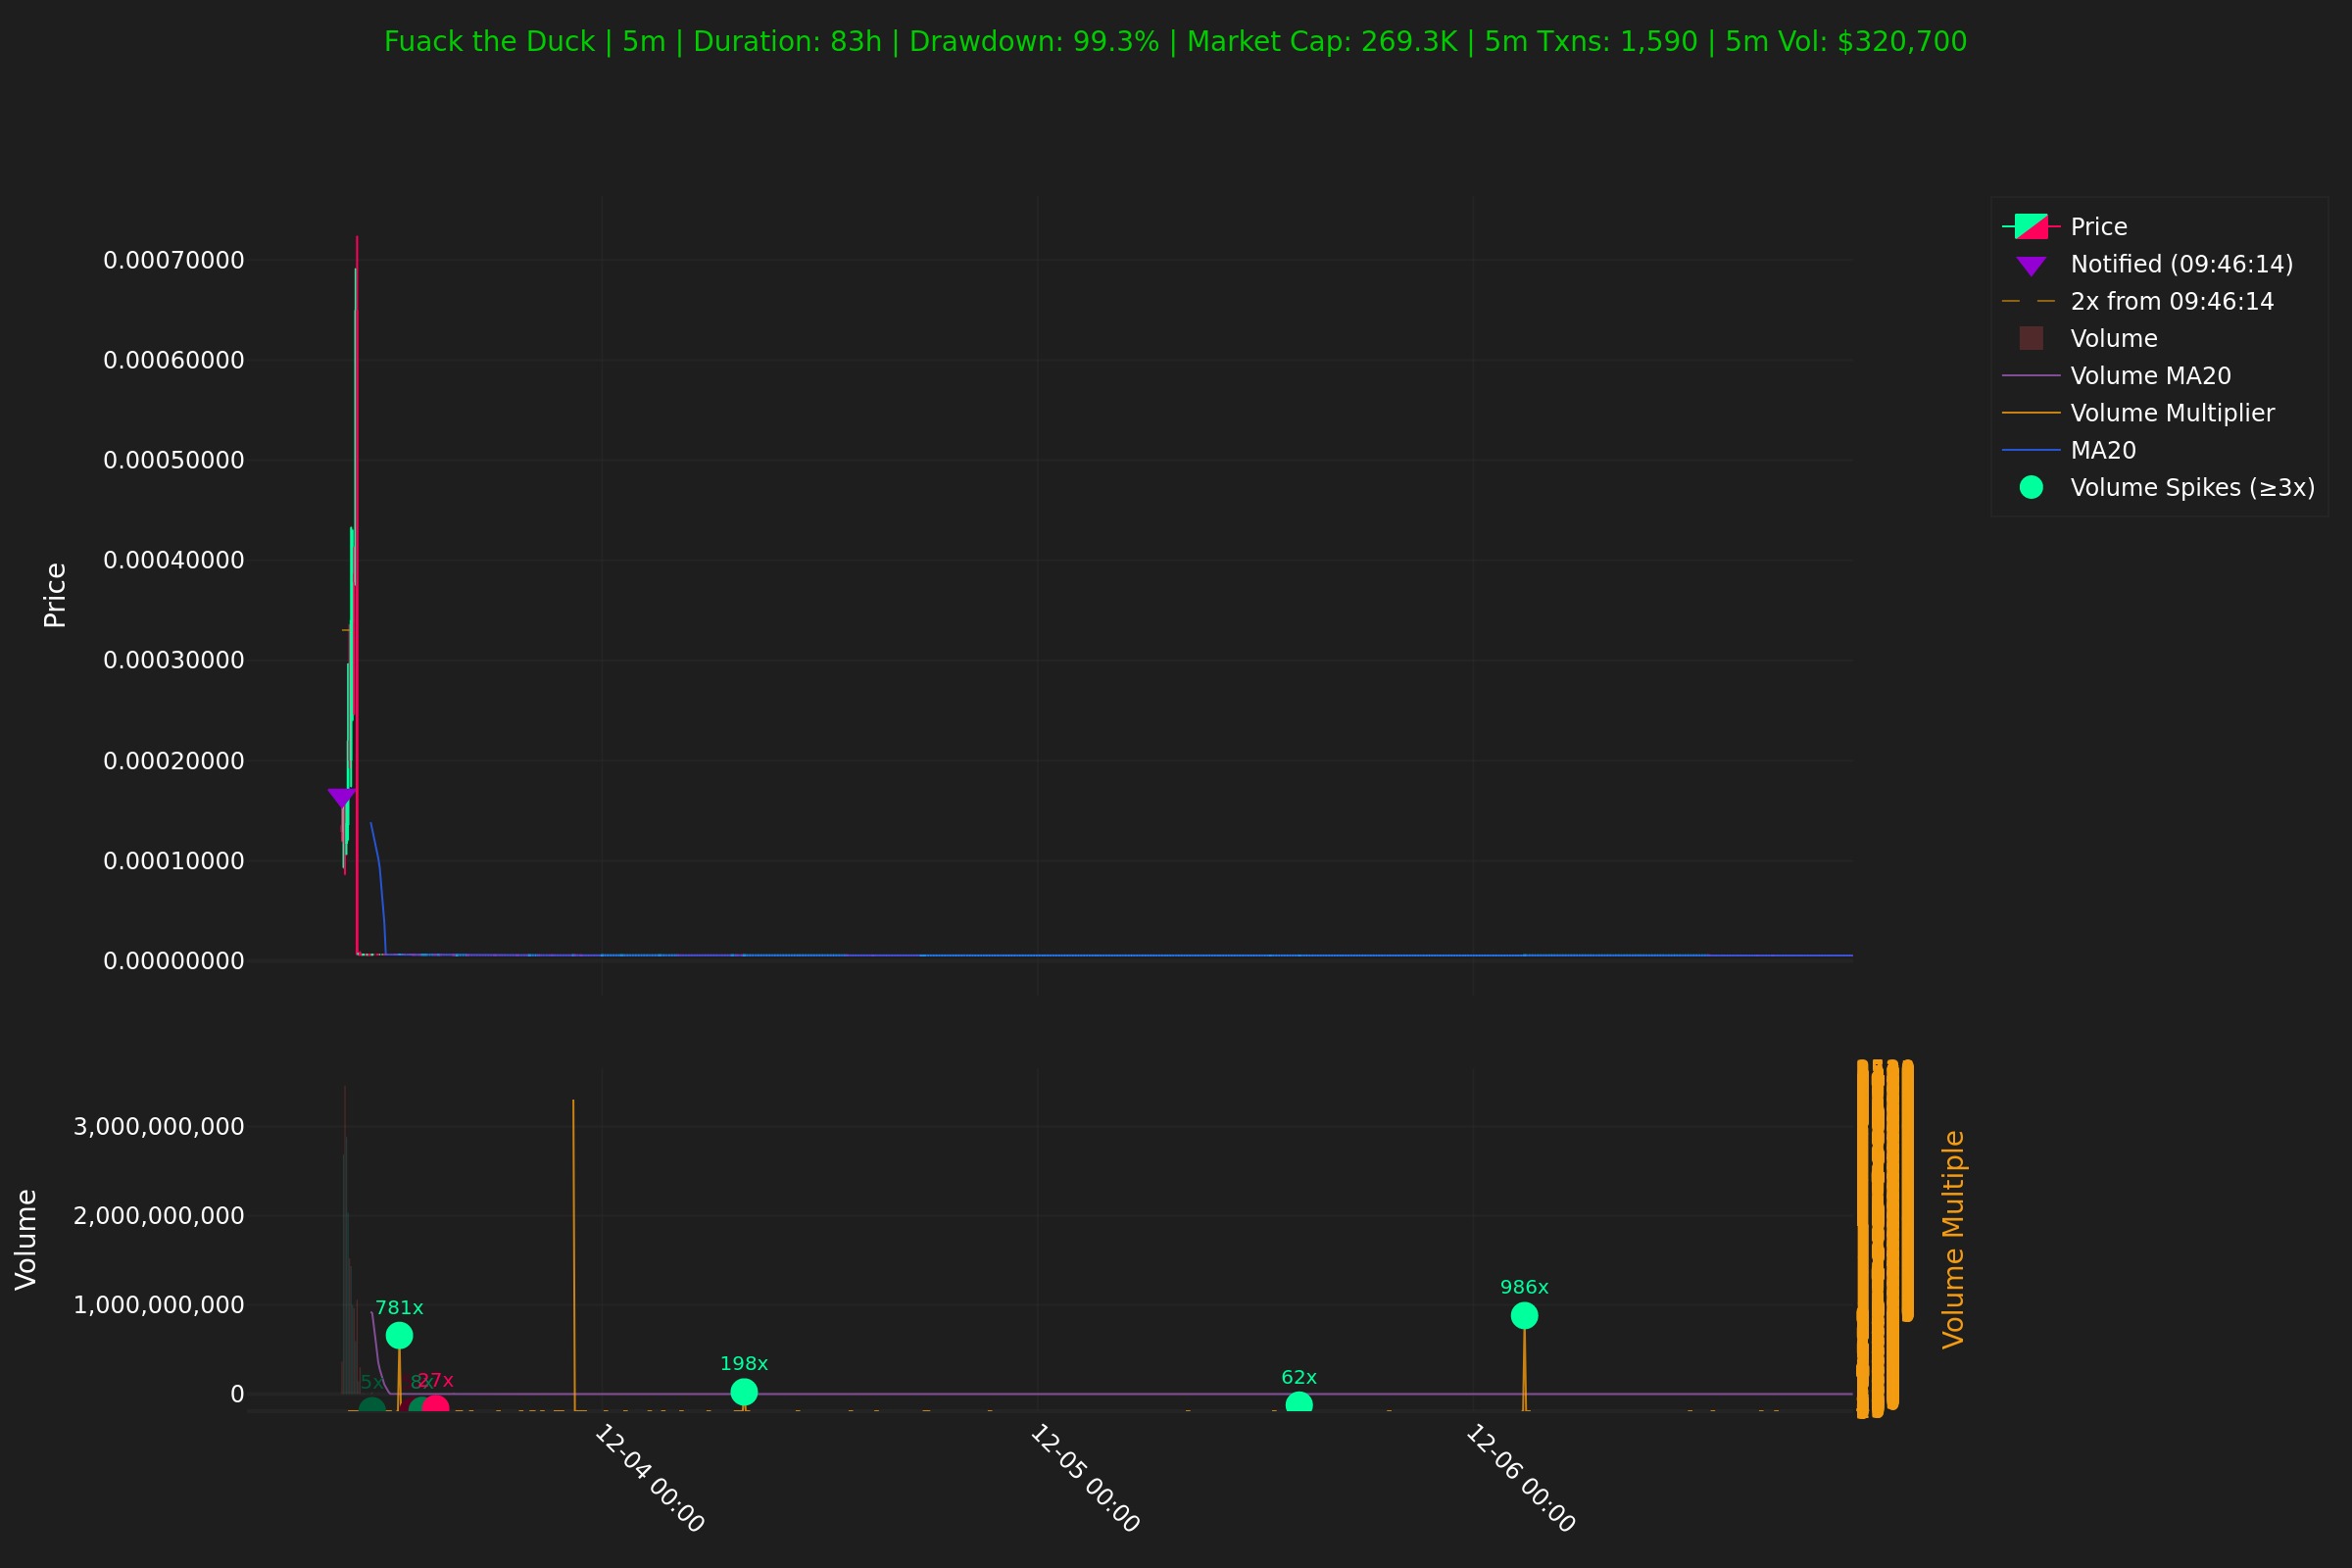 Fuack the Duck | 5m | Duration: 83h | Drawdown: 99.3% | Market Cap: 269.3K | 5m Txns: 1,590 | 5m Vol: $320,700
Price
Notified (09:46:14)
2x from 09:46:14
Volume
Volume MA20
Volume Multiplier
MA20
Volume Spikes (≥3x)
Price
0.00070000
0.00060000
0.00050000
0.00040000
0.00030000
0.00020000
0.00010000
0.00000000
Volume
3,000,000,000
2,000,000,000
1,000,000,000
0
5x
781x
8x
27x
198x
62x
986x
Volume Multiple
12-04 00:00
12-05 00:00
12-06 00:00